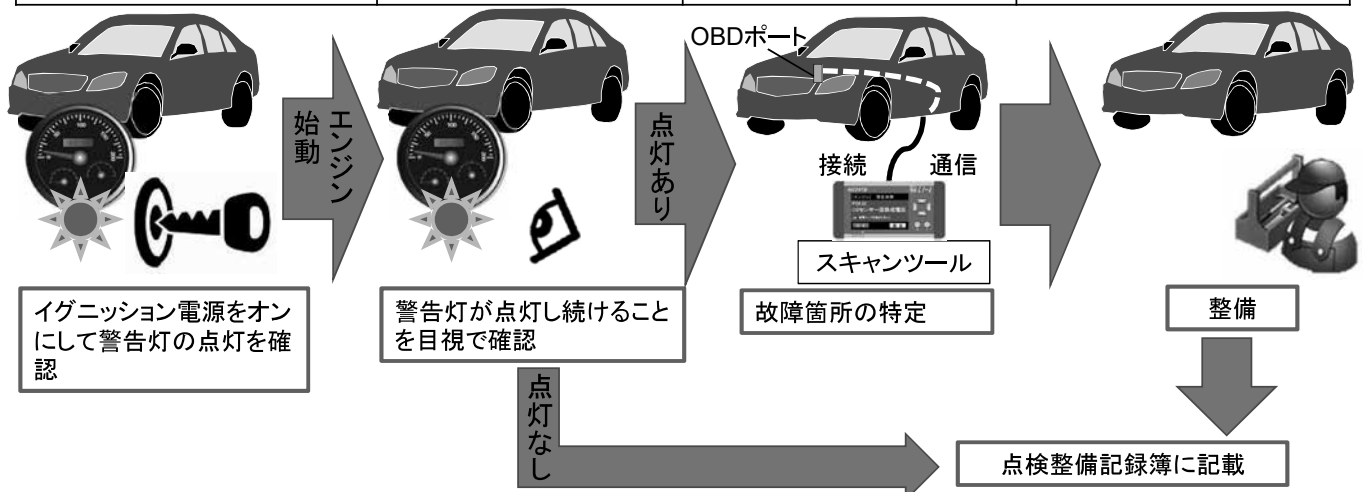 OBDポート
エンジン
始動
点灯あり
接続
通信
スキャンツール
イグニッション電源をオン
にして警告灯の点灯を確
認
警告灯が点灯し続けること
を目視で確認
故障箇所の特定
整備
点灯なし
点検整備記録簿に記載